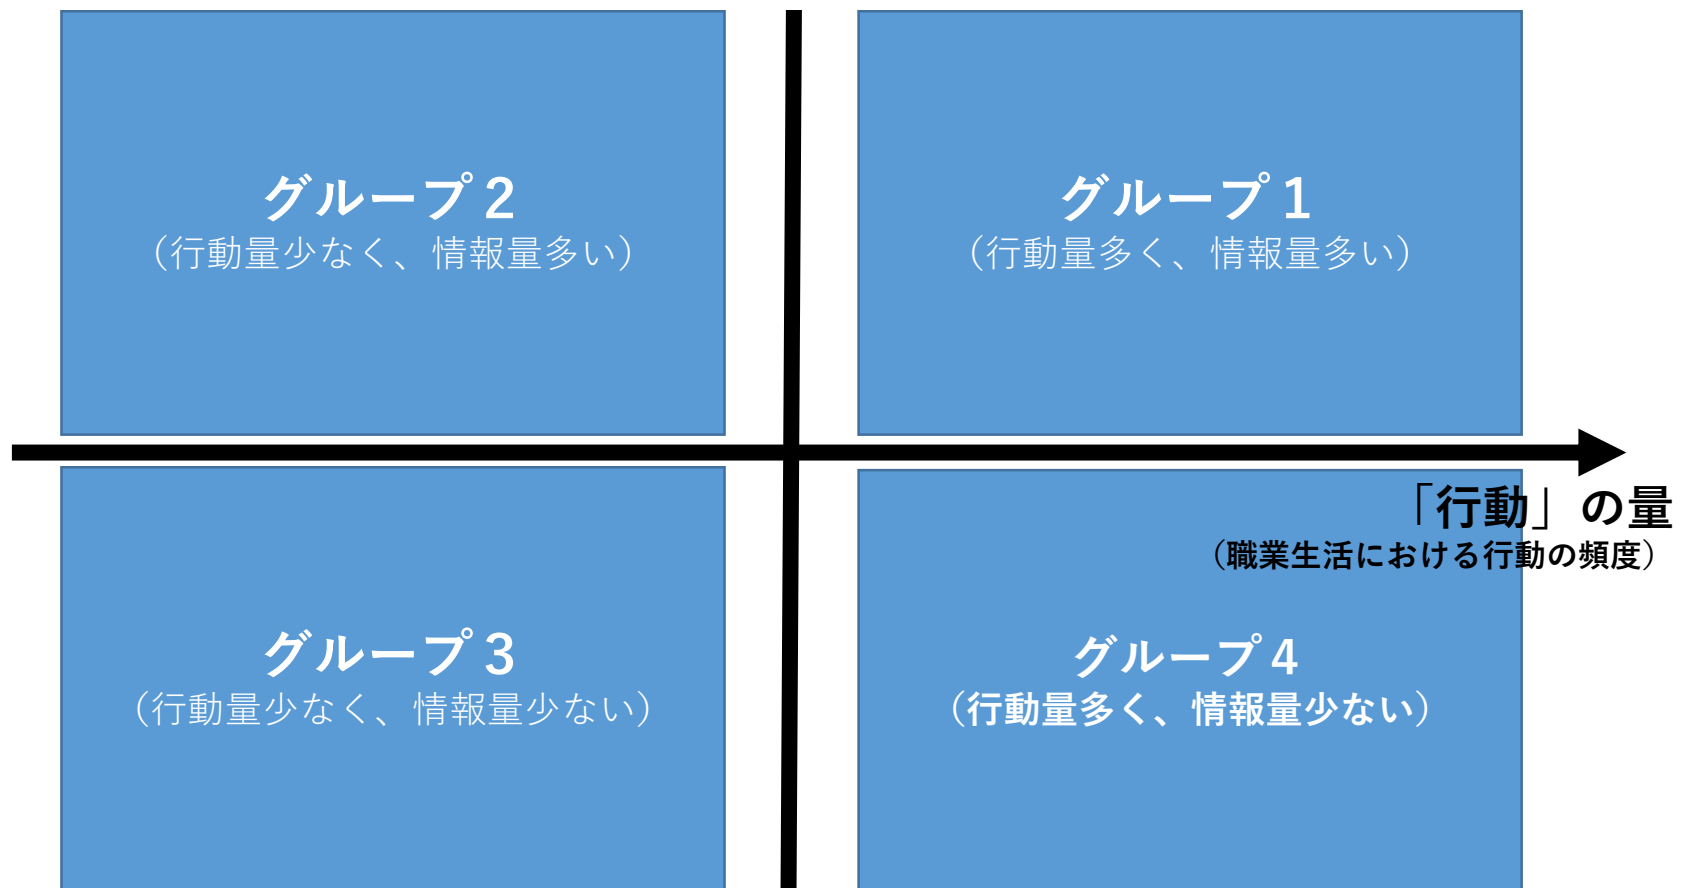 グループ２
（行動量少なく、情報量多い）
グループ１
（行動量多く、情報量多い）
「行動」の量
（職業生活における行動の頻度）
グループ３
（行動量少なく、情報量少ない）
グループ４
（行動量多く、情報量少ない）